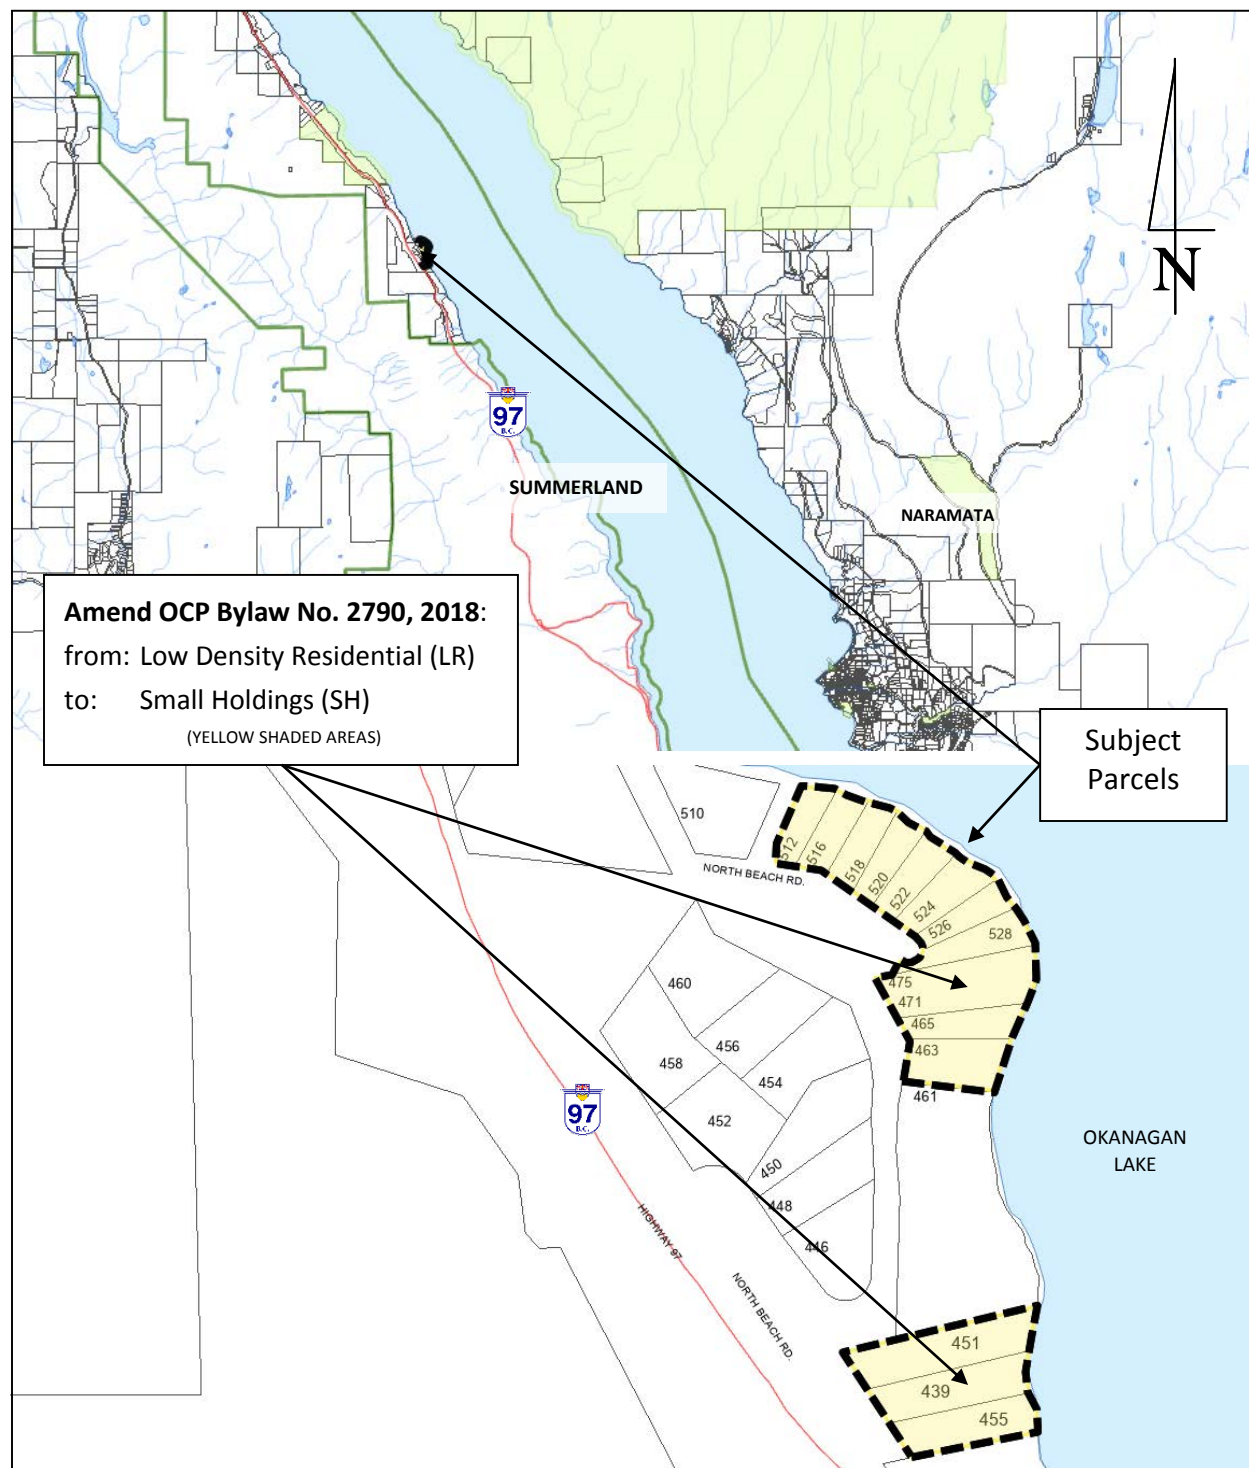 N
97
B.C.
SUMMERLAND
NARAMATA
Amend OCP Bylaw No. 2790, 2018:
from: Low Density Residential (LR)
to: Small Holdings (SH)
(YELLOW SHADED AREAS)
Subject
Parcels
510
512
516
518
520
522
524
526
528
NORTH BEACH RD.
475
471
465
463
461
460
456
458
454
452
450
448
446
97
B.C.
OKANAGAN
LAKE
HIGHWAY 97
NORTH BEACH RD.
451
439
455